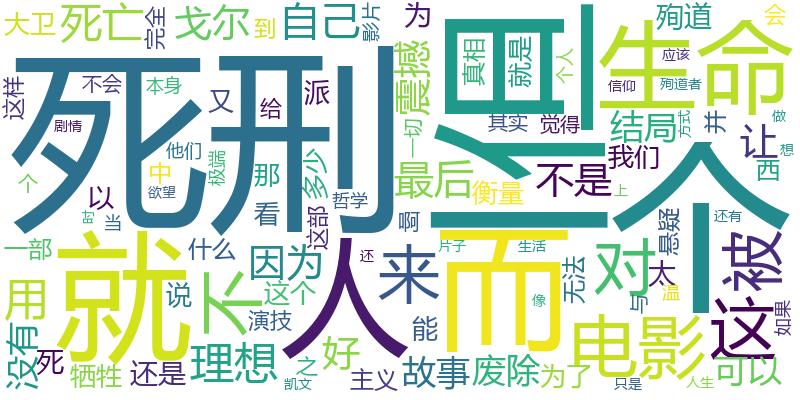 死刑
一个
但
而
就
人
生命
电影
这
被
对
不
来
理想
因为
自己
死亡
戈尔
大卫
完全
到
影片
为
震撼
真相
就是
个人
殉道
会
应该
信仰
殉道者
方式
做
想
并
结局
让
我们
西
不是
其实
觉得
一切
最后
衡量
悬疑
上
还有
无法
太
温
与
如果
可以
为了
只是
人生
像
生活
片子
废除
故事
能
啊
主义
好
之
凯文
还
哲学
这部
多少
看
那
极端
派
给
又
他们
中
本身
不会
这样
剧情
个
欲望
以
当
时
一部
什么
用
说
这个
演技
没有
死
牺牲
还是